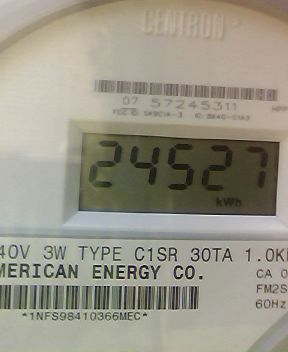 CENTRON
07 57245311
24527
kWh
40V 3W TYPE C1SR 30TA 1.0K
MERICAN ENERGY CO.
CA 0
FM2S
60Hz
*1NFS98410366MEC*